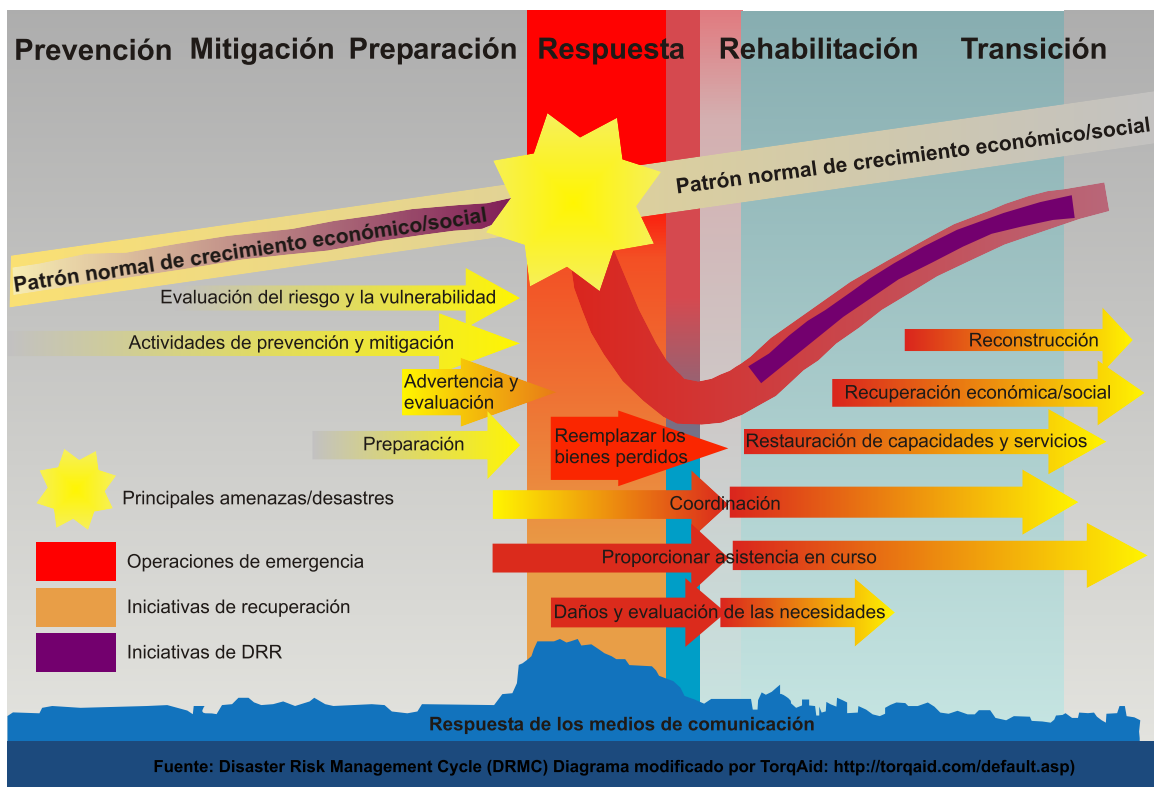 Prevención
Mitigación
Preparación
Respuesta
Rehabilitación
Transición
Patrón normal de crecimiento económico/social
Patrón normal de crecimiento económico/social
Evaluación del riesgo y la vulnerabilidad
Actividades de prevención y mitigación
Reconstrucción
Advertencia y
evaluación
Recuperación económica/social
Preparación
Reemplazar los
bienes perdidos
Restauración de capacidades y servicios
Principales amenazas/desastres
Coordinación
Operaciones de emergencia
Proporcionar asistencia en curso
Iniciativas de recuperación
Daños y evaluación de las necesidades
Iniciativas de DRR
Respuesta de los medios de comunicación
Fuente: Disaster Risk Management Cycle (DRMC) Diagrama modificado por TorqAid: http://torqaid.com/default.asp)